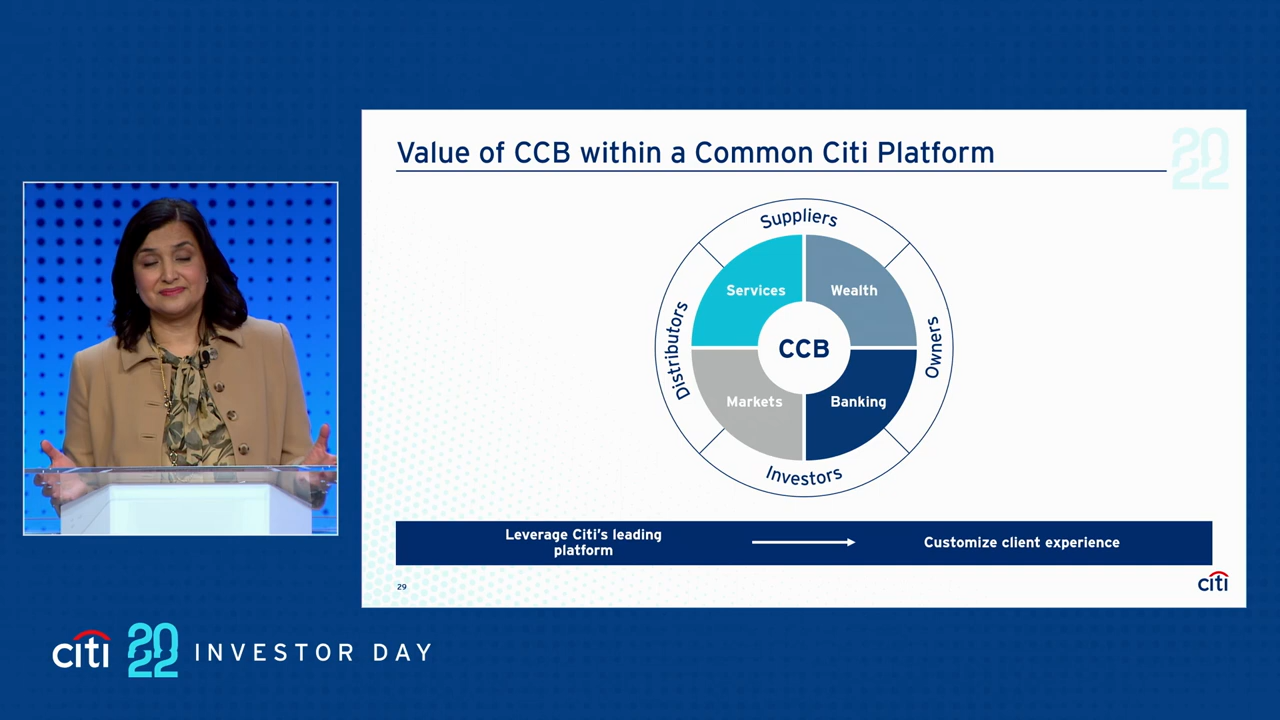 Value of CCB within a Common Citi Platform
2022
Suppliers
Services
Wealth
Distributors
CCB
Owners
Markets
Banking
Investors
Leverage Citi's leading
platform
Customize client experience
29
citi
citi 2022 INVESTOR DAY